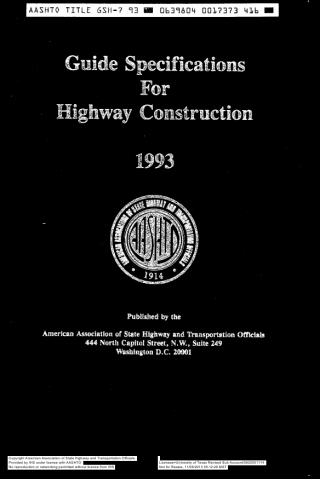 AASHTO TITLE GSH-7 93 0639804 0017373 416
Guide Specifications
For
Highway Construction
1993
AMERICAN ASSOCIATION OF STATE HIGHWAY AND TRANSPORTATION OFFICIALS
AASHTO
1914
Published by the
American Association of State Highway and Transportation Officials
444 North Capitol Street, N.W., Suite 249
Washington D.C. 20001
Copyright American Association of State Highway and Transportation Officials
Provided by IHS under license with AASHTO
No reproduction or networking permitted without license from IHS
Licensee=University of Texas Revised Sub Account/
Not for Resale,